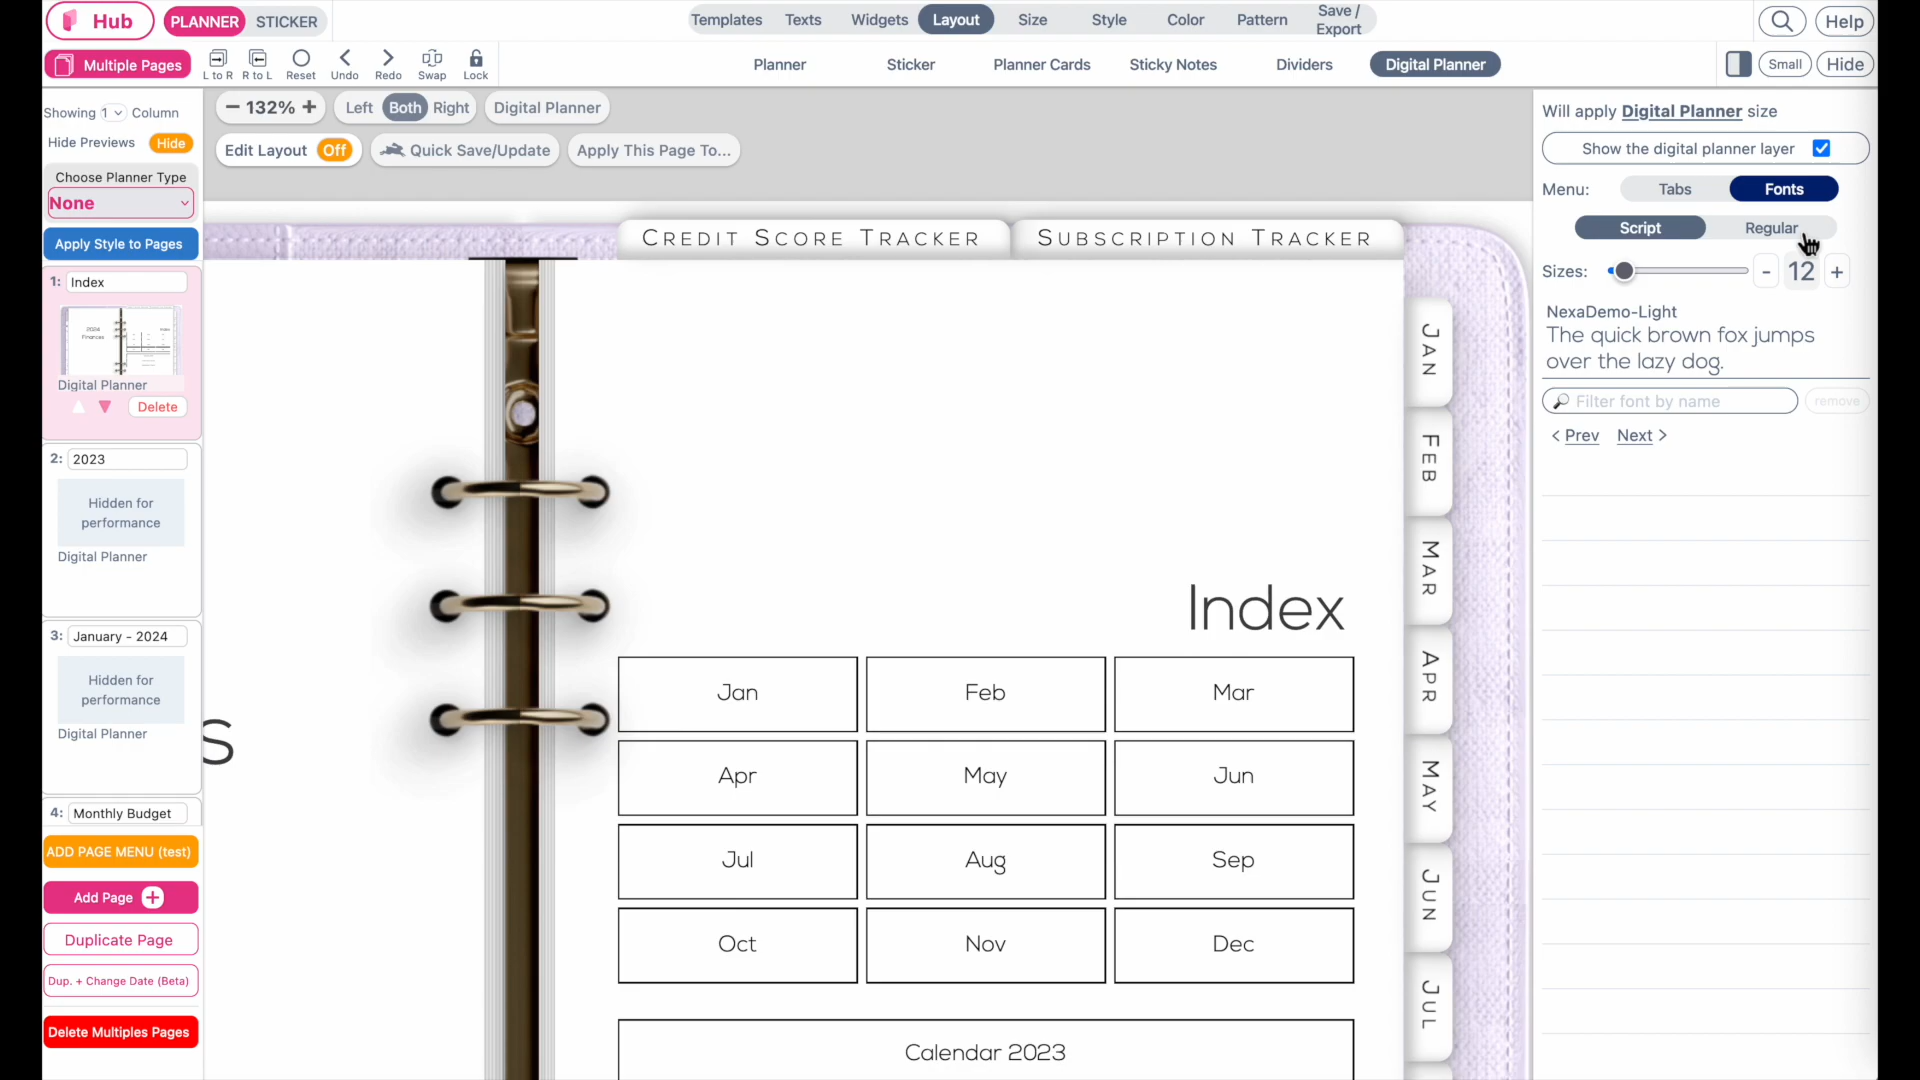 Hub
PLANNER
STICKER
Templates
Texts
Widgets
Layout
Size
Style
Color
Pattern
Save /
Export
Help
Multiple Pages
L to R
R to L
Reset
Undo
Redo
Swap
Lock
Planner
Sticker
Planner Cards
Sticky Notes
Dividers
Digital Planner
Small
Hide
Showing 1 Column
Hide Previews Hide
Choose Planner Type
None
Apply Style to Pages
1: Index
2024
Finances
Index
Digital Planner
Delete
2: 2023
Hidden for
performance
Digital Planner
3: January - 2024
Hidden for
performance
Digital Planner
4: Monthly Budget
ADD PAGE MENU (test)
Add Page +
Duplicate Page
Dup. + Change Date (Beta)
Delete Multiples Pages
− 132% +
Left Both Right
Digital Planner
Edit Layout Off
Quick Save/Update
Apply This Page To...
Credit Score Tracker
Subscription Tracker
s
Index
Jan Feb Mar
Apr May Jun
Jul Aug Sep
Oct Nov Dec
Calendar 2023
JAN
FEB
MAR
APR
MAY
JUN
JUL
Will apply Digital Planner size
Show the digital planner layer
Menu: Tabs Fonts
Script Regular
Sizes: - 12 +
NexaDemo-Light
The quick brown fox jumps
over the lazy dog.
Filter font by name
remove
< Prev Next >